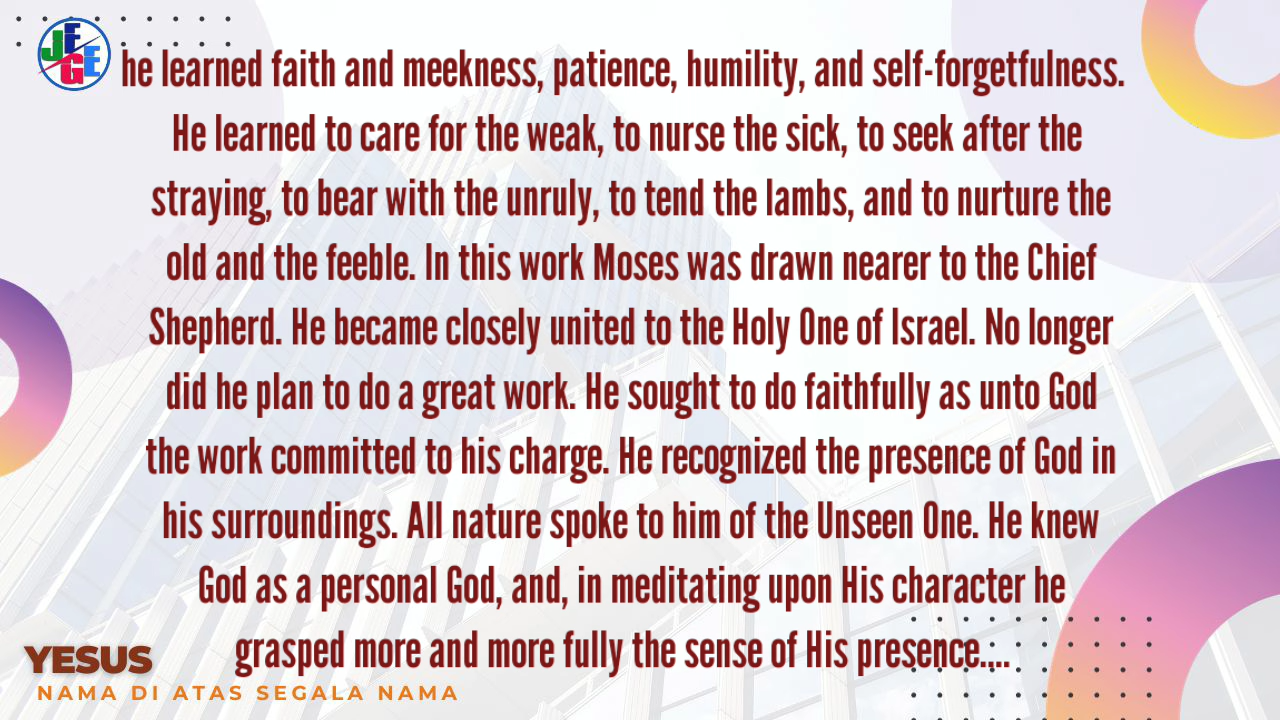 JFGE
he learned faith and meekness, patience, humility, and self-forgetfulness.
He learned to care for the weak, to nurse the sick, to seek after the
straying, to bear with the unruly, to tend the lambs, and to nurture the
old and the feeble. In this work Moses was drawn nearer to the Chief
Shepherd. He became closely united to the Holy One of Israel. No longer
did he plan to do a great work. He sought to do faithfully as unto God
the work committed to his charge. He recognized the presence of God in
his surroundings. All nature spoke to him of the Unseen One. He knew
God as a personal God, and, in meditating upon His character he
grasped more and more fully the sense of His presence....
YESUS
NAMA DI ATAS SEGALA NAMA